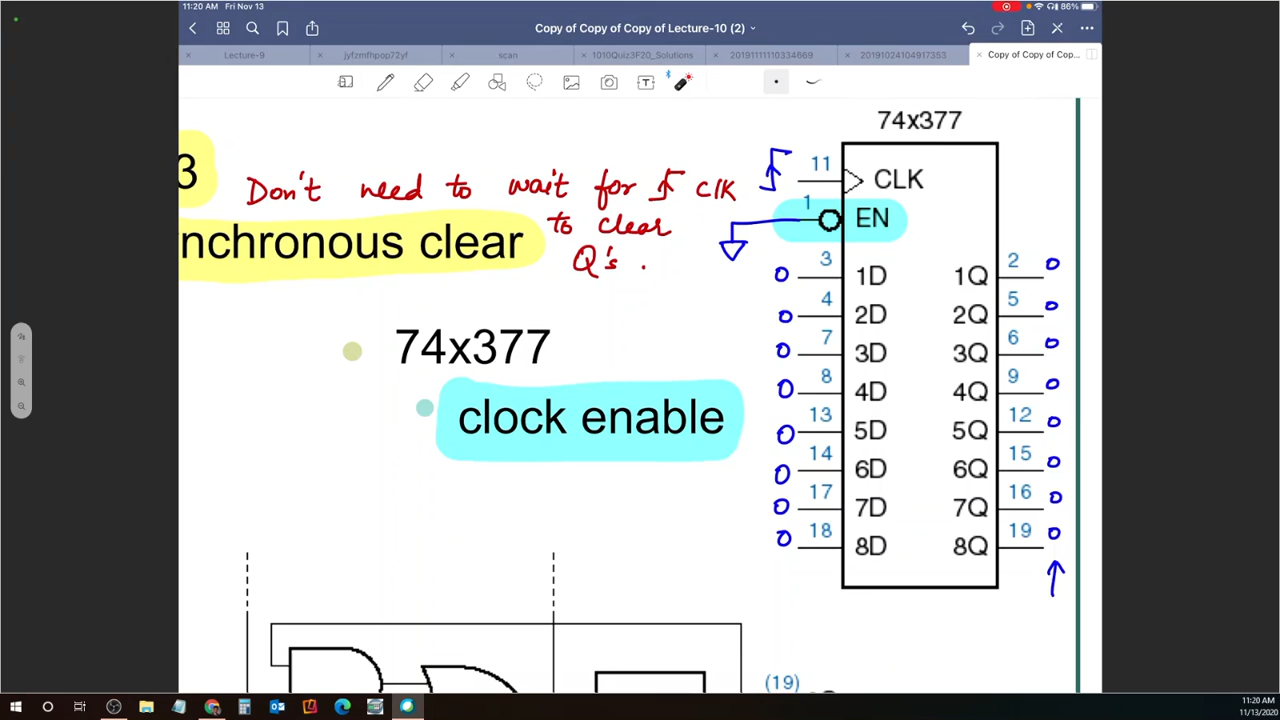 11:20 AM Fri Nov 13
86%
Copy of Copy of Copy of Lecture-10 (2)
Lecture-9
jyfzmfhpop72yf
scan
1010Quiz3F20_Solutions
20191111110334669
20191024104917353
Copy of Copy of Cop...
74x377
3
Don't need to wait for CLK
to clear
Q's.
nchronous clear
11 CLK
1 EN
0 3 1D 1Q 2 0
0 4 2D 2Q 5 0
0 7 3D 3Q 6 0
0 8 4D 4Q 9 0
0 13 5D 5Q 12 0
0 14 6D 6Q 15 0
0 17 7D 7Q 16 0
0 18 8D 8Q 19 0
74x377
clock enable
(19)
11:20 AM
11/13/2020